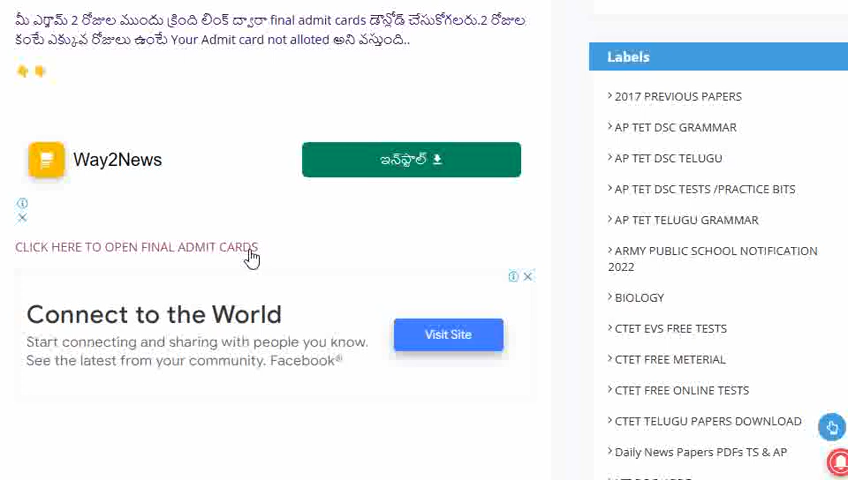 మీ ఎగ్జామ్ 2 రోజుల ముందు క్రింది లింక్ ద్వారా final admit cards డౌన్లోడ్ చేసుకోగలరు.2 రోజుల
కంటే ఎక్కువ రోజులు ఉంటే Your Admit card not alloted అని వస్తుంది..
Way2News
ఇన్‌స్టాల్
CLICK HERE TO OPEN FINAL ADMIT CARDS
Connect to the World
Start connecting and sharing with people you know.
See the latest from your community. Facebook®
Visit Site
Labels
2017 PREVIOUS PAPERS
AP TET DSC GRAMMAR
AP TET DSC TELUGU
AP TET DSC TESTS /PRACTICE BITS
AP TET TELUGU GRAMMAR
ARMY PUBLIC SCHOOL NOTIFICATION
2022
BIOLOGY
CTET EVS FREE TESTS
CTET FREE METERIAL
CTET FREE ONLINE TESTS
CTET TELUGU PAPERS DOWNLOAD
Daily News Papers PDFs TS & AP